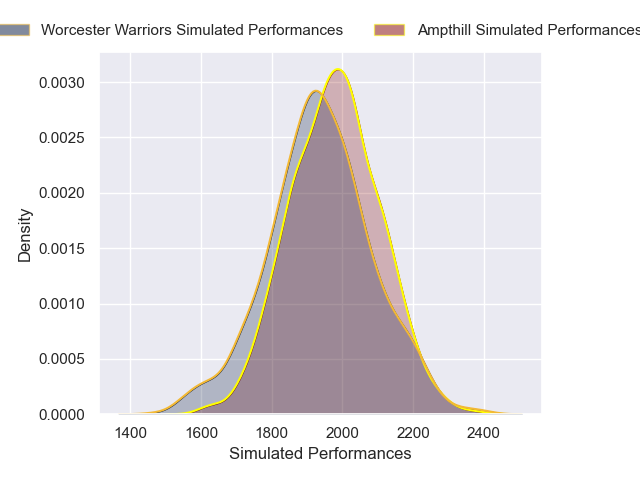 Worcester Warriors Simulated Performances Ampthill Simulated Performances
0.0030
0.0025
0.0020
0.0015
0.0010
0.0005
0.0000
Density
1400 1600 1800 2000 2200 2400
Simulated Performances